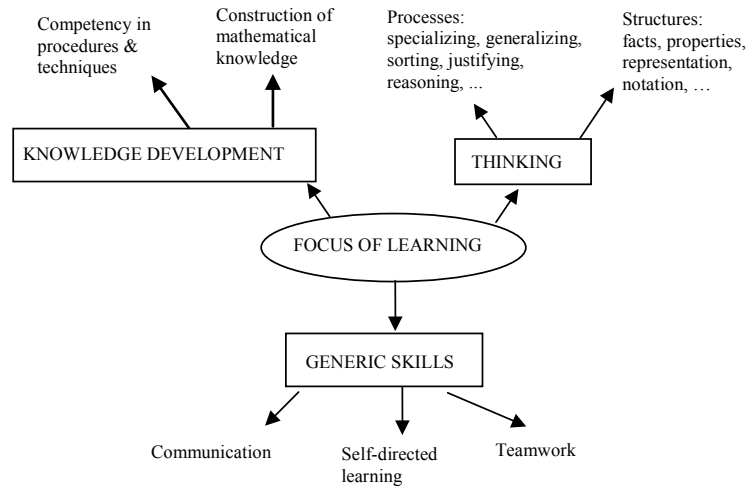 Competency in
procedures &
techniques
Construction of
mathematical
knowledge
Processes:
specializing, generalizing,
sorting, justifying,
reasoning, ...
Structures:
facts, properties,
representation,
notation, …
KNOWLEDGE DEVELOPMENT
THINKING
FOCUS OF LEARNING
GENERIC SKILLS
Communication
Self-directed
learning
Teamwork